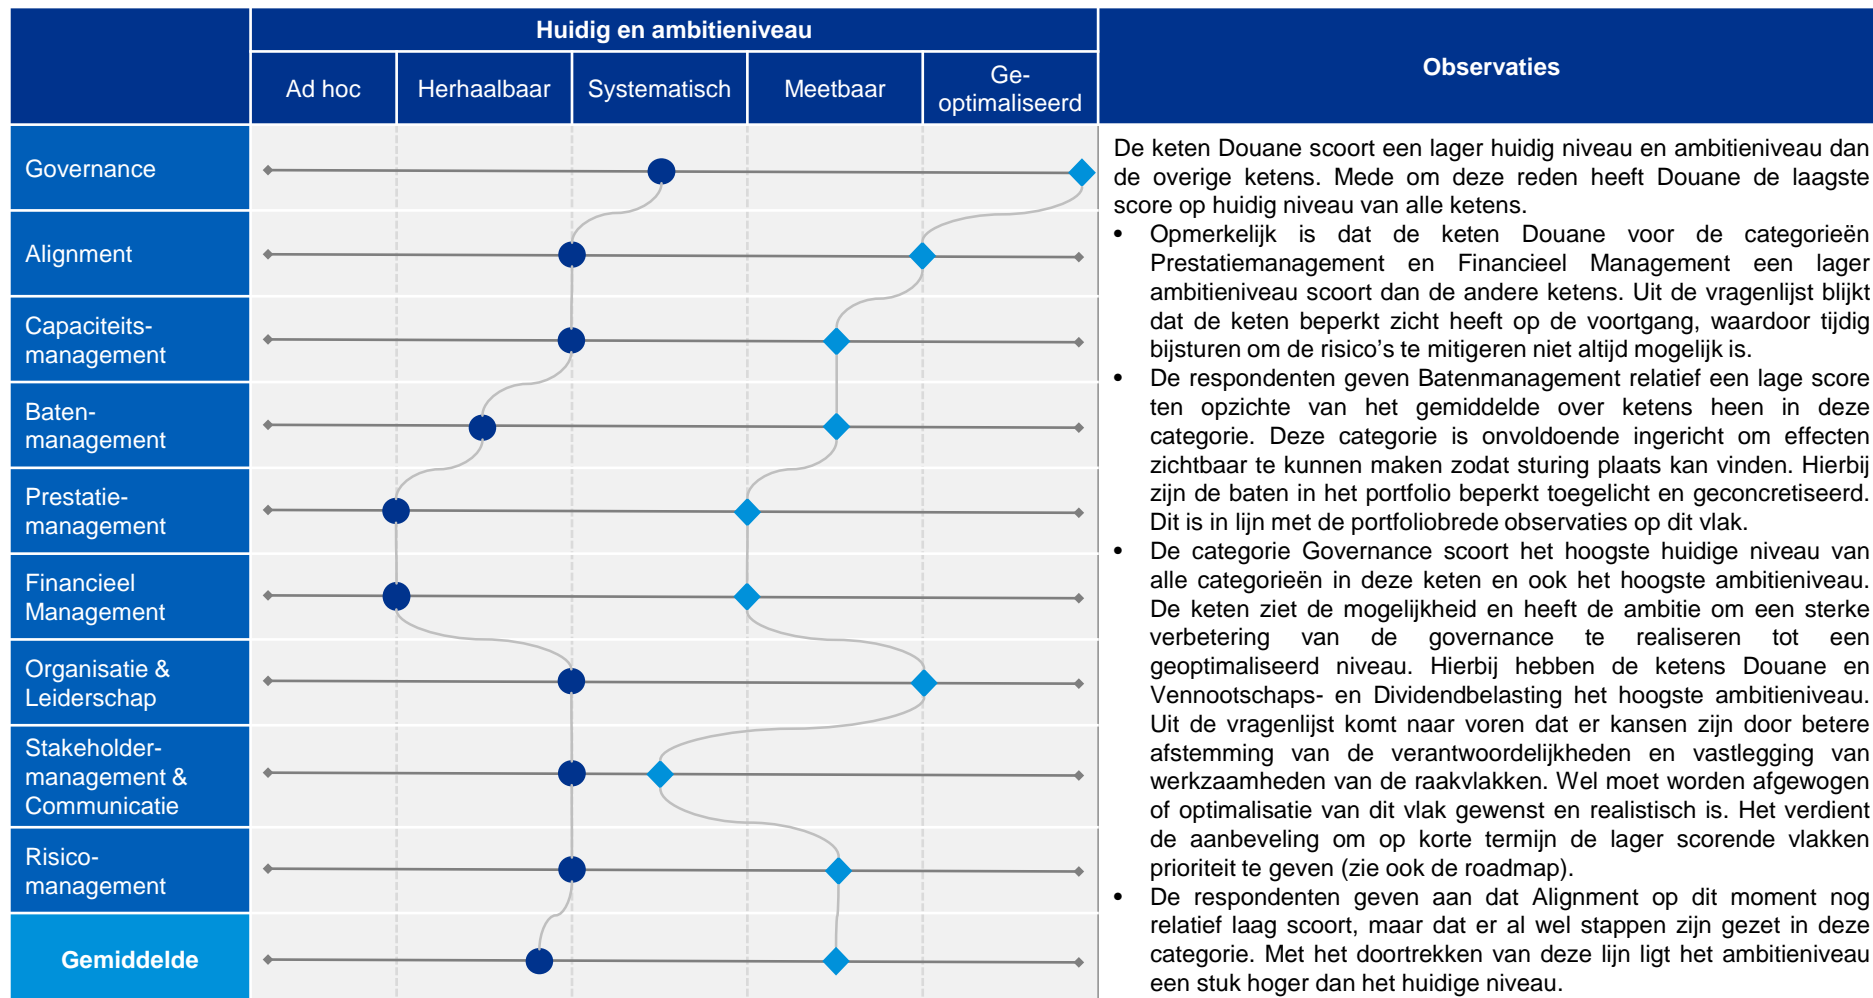 Huidig en ambitieniveau
Observaties
Ad hoc
Herhaalbaar
Systematisch
Meetbaar
Ge-
optimaliseerd
Governance
Alignment
Capaciteits-
management
Baten-
management
Prestatie-
management
Financieel
Management
Organisatie &
Leiderschap
Stakeholder-
management &
Communicatie
Risico-
management
Gemiddelde
De keten Douane scoort een lager huidig niveau en ambitieniveau dan
de overige ketens. Mede om deze reden heeft Douane de laagste
score op huidig niveau van alle ketens.
• Opmerkelijk is dat de keten Douane voor de categorieën
Prestatiemanagement en Financieel Management een lager
ambitieniveau scoort dan de andere ketens. Uit de vragenlijst blijkt
dat de keten beperkt zicht heeft op de voortgang, waardoor tijdig
bijsturen om de risico's te mitigeren niet altijd mogelijk is.
• De respondenten geven Batenmanagement relatief een lage score
ten opzichte van het gemiddelde over ketens heen in deze
categorie. Deze categorie is onvoldoende ingericht om effecten
zichtbaar te kunnen maken zodat sturing plaats kan vinden. Hierbij
zijn de baten in het portfolio beperkt toegelicht en geconcretiseerd.
Dit is in lijn met de portfoliobrede observaties op dit vlak.
• De categorie Governance scoort het hoogste huidige niveau van
alle categorieën in deze keten en ook het hoogste ambitieniveau.
De keten ziet de mogelijkheid en heeft de ambitie om een sterke
verbetering van de governance te realiseren tot een
geoptimaliseerd niveau. Hierbij hebben de ketens Douane en
Vennootschaps- en Dividendbelasting het hoogste ambitieniveau.
Uit de vragenlijst komt naar voren dat er kansen zijn door betere
afstemming van de verantwoordelijkheden en vastlegging van
werkzaamheden van de raakvlakken. Wel moet worden afgewogen
of optimalisatie van dit vlak gewenst en realistisch is. Het verdient
de aanbeveling om op korte termijn de lager scorende vlakken
prioriteit te geven (zie ook de roadmap).
• De respondenten geven aan dat Alignment op dit moment nog
relatief laag scoort, maar dat er al wel stappen zijn gezet in deze
categorie. Met het doortrekken van deze lijn ligt het ambitieniveau
een stuk hoger dan het huidige niveau.